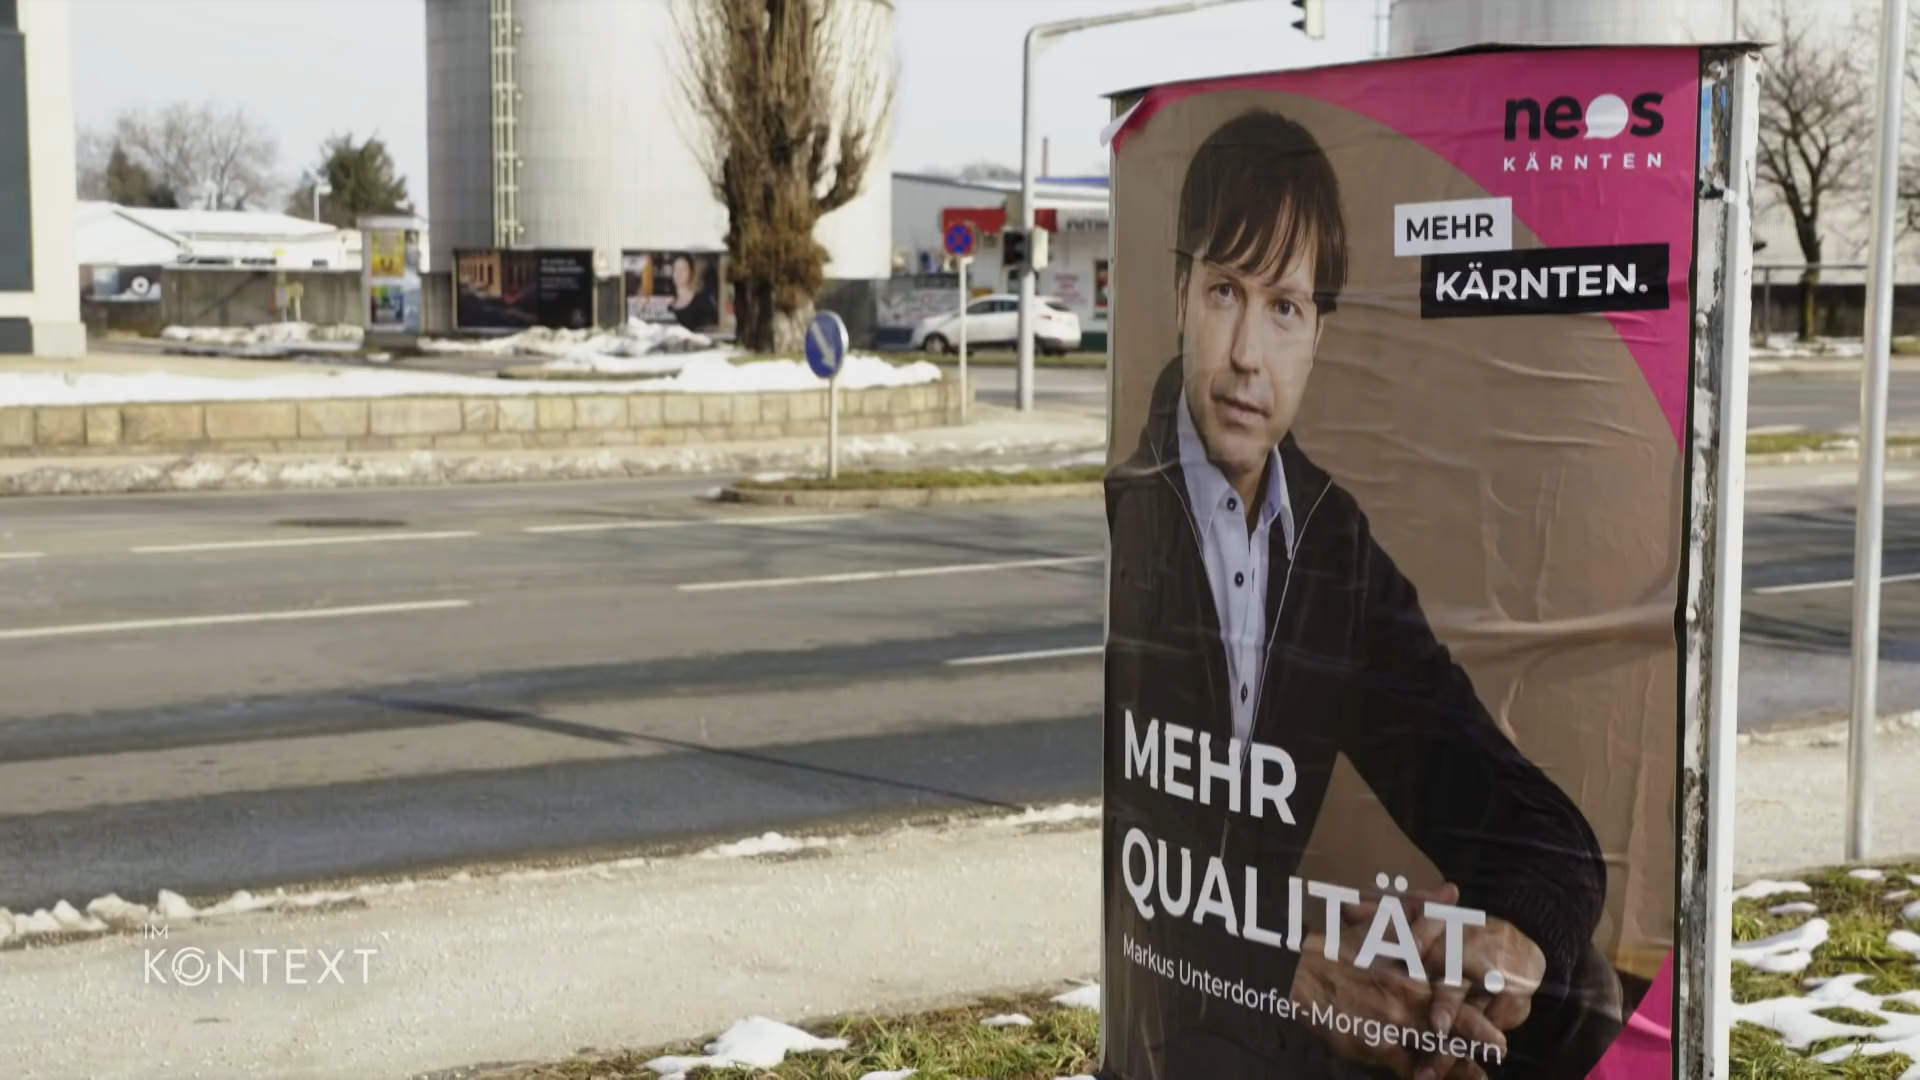 neos
KÄRNTEN
MEHR
KÄRNTEN.
MEHR
QUALITÄT.
Markus Unterdorfer-Morgenstern
IM
KONTEXT